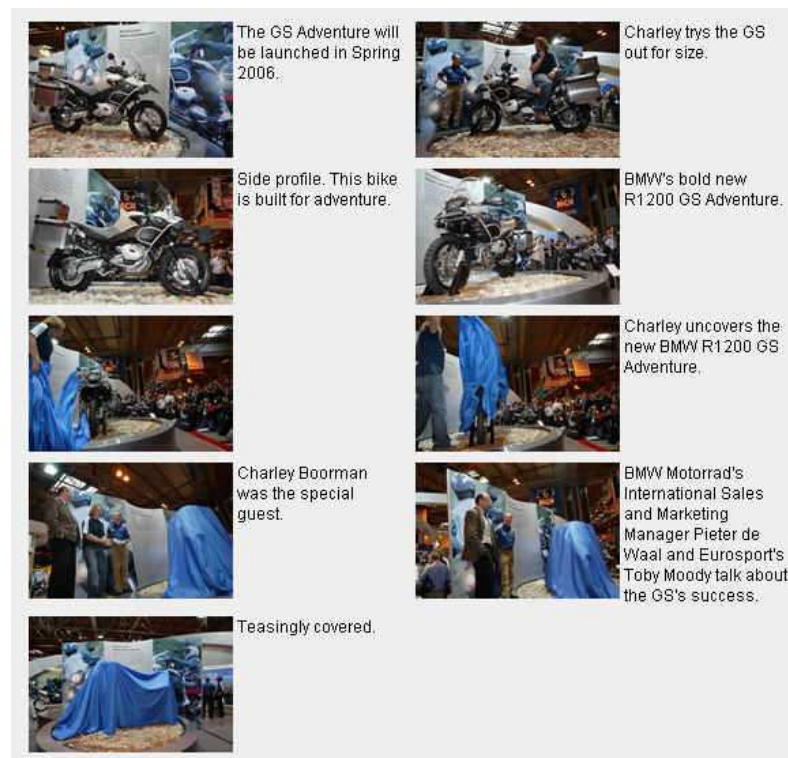 The GS Adventure will
be launched in Spring
2006.
Charley trys the GS
out for size.
Side profile. This bike
is built for adventure.
BMW's bold new
R1200 GS Adventure.
Charley uncovers the
new BMW R1200 GS
Adventure.
Charley Boorman
was the special
guest.
BMW Motorrad's
International Sales
and Marketing
Manager Pieter de
Waal and Eurosport's
Toby Moody talk about
the GS's success.
Teasingly covered.